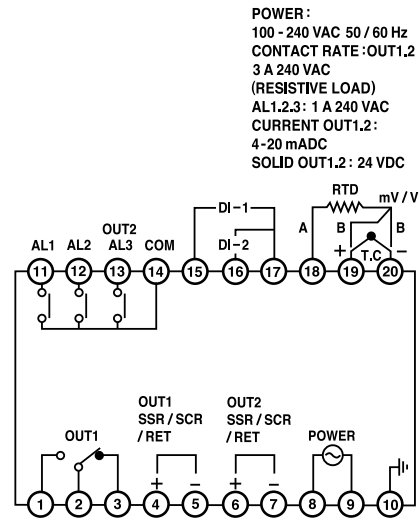 POWER:
100 - 240 VAC 50 / 60 Hz
CONTACT RATE : OUT1.2
3 A 240 VAC
(RESISTIVE LOAD)
AL1.2.3 : 1 A 240 VAC
CURRENT OUT1.2 :
4-20 mADC
SOLID OUT1.2 : 24 VDC
RTD
mV / V
DI-1
A B B
OUT2
AL1 AL2 AL3 COM
DI-2
+ T.C -
11 12 13 14 15 16 17 18 19 20
OUT1
SSR / SCR
/ RET
OUT2
SSR / SCR
/ RET
OUT1
POWER
+ - + -
1 2 3 4 5 6 7 8 9 10